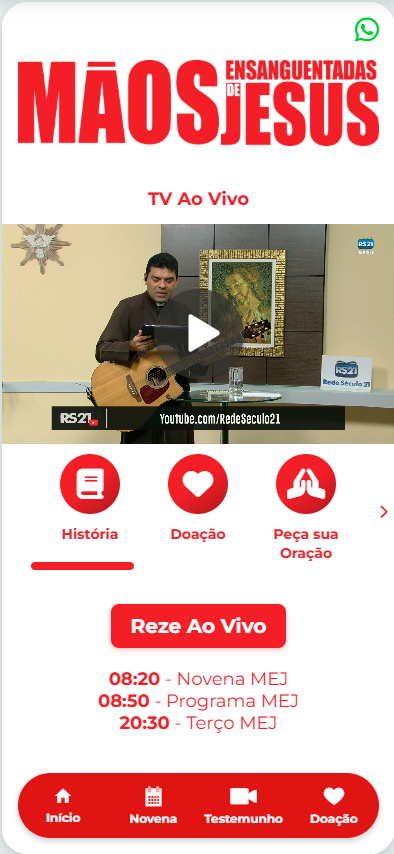 MÃOS ENSANGUENTADAS
DE JESUS
TV Ao Vivo
RS21
RS21
Rede Século 21
RS21
Youtube.com/RedeSeculo21
História
Doação
Peça sua
Oração
Reze Ao Vivo
08:20 - Novena MEJ
08:50 - Programa MEJ
20:30 - Terço MEJ
Início
Novena
Testemunho
Doação